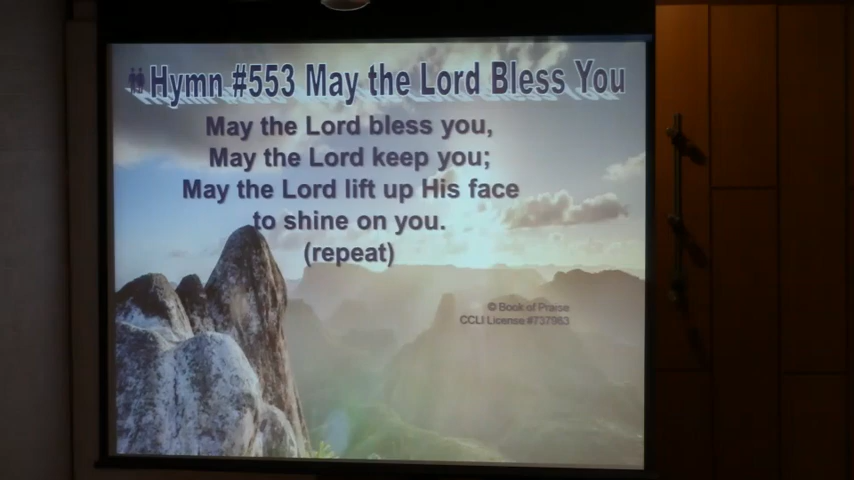 Hymn #553 May the Lord Bless You
May the Lord bless you,
May the Lord keep you;
May the Lord lift up His face
to shine on you.
(repeat)
© Book of Praise
CCLI License #737963